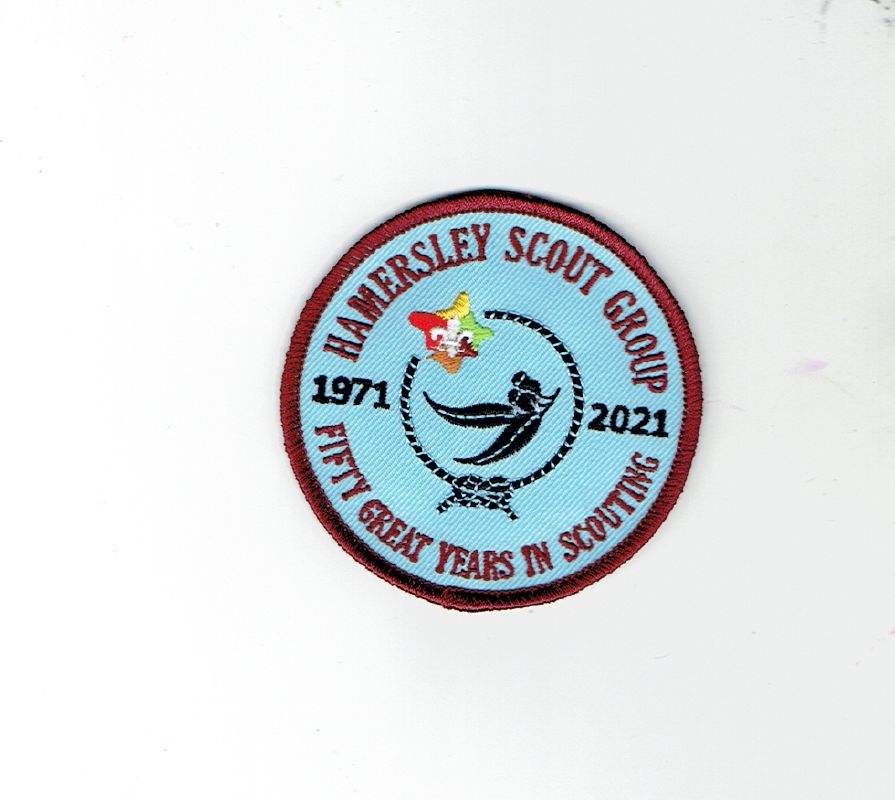 HAMERSLEY SCOUT GROUP
1971 2021
FIFTY GREAT YEARS IN SCOUTING